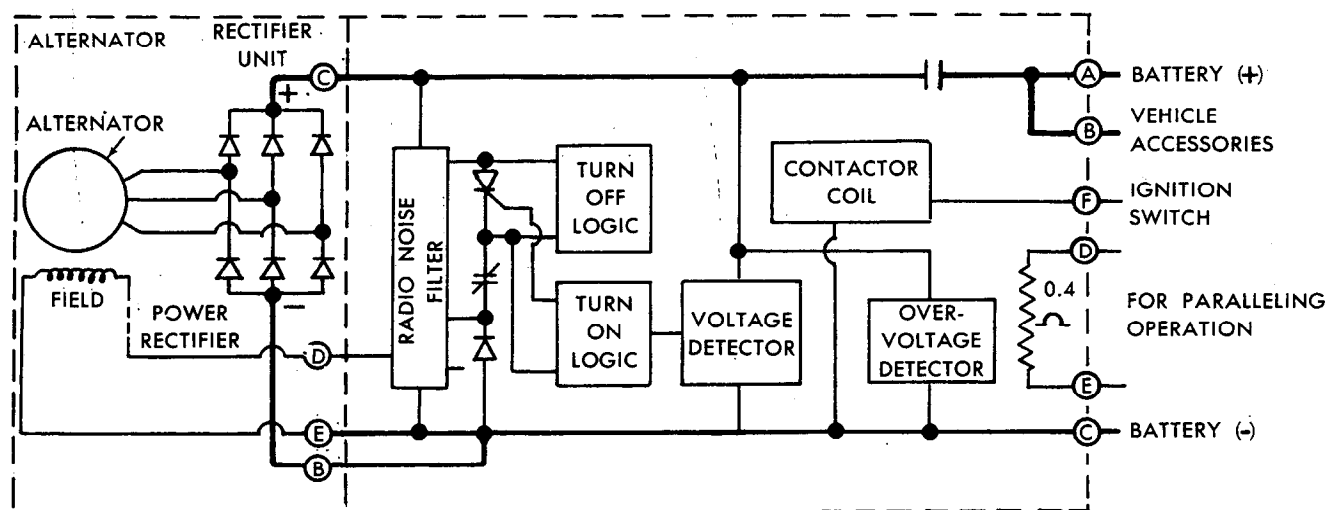 ALTERNATOR
RECTIFIER
UNIT
C
+
ALTERNATOR
FIELD
POWER
RECTIFIER
−
D
E
B
RADIO NOISE
FILTER
TURN
OFF
LOGIC
TURN
ON
LOGIC
VOLTAGE
DETECTOR
CONTACTOR
COIL
OVER-
VOLTAGE
DETECTOR
A BATTERY (+)
B VEHICLE
ACCESSORIES
F IGNITION
SWITCH
D
0.4
FOR PARALLELING
OPERATION
E
C BATTERY (-)